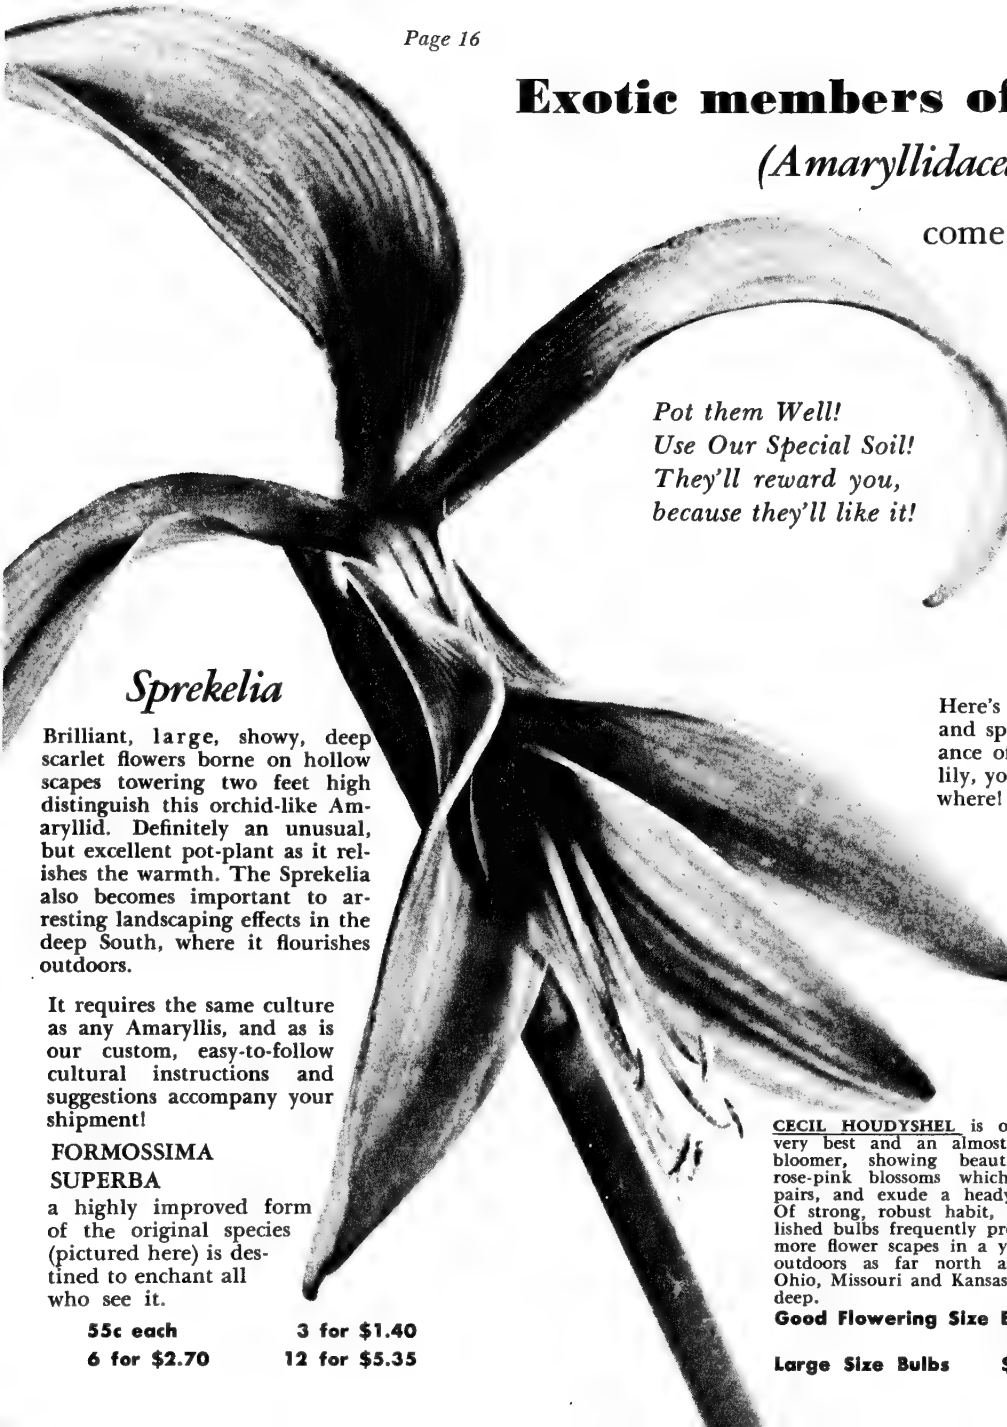 Page 16
Exotic members of
(Amaryllidace
come
Pot them Well!
Use Our Special Soil!
They'll reward you,
because they'll like it!
Sprekelia
Brilliant, large, showy, deep
scarlet flowers borne on hollow
scapes towering two feet high
distinguish this orchid-like Am-
aryllid. Definitely an unusual,
but excellent pot-plant as it rel-
ishes the warmth. The Sprekelia
also becomes important to ar-
resting landscaping effects in the
deep South, where it flourishes
outdoors.
It requires the same culture
as any Amaryllis, and as is
our custom, easy-to-follow
cultural instructions and
suggestions accompany your
shipment!
FORMOSSIMA
SUPERBA
a highly improved form
of the original species
(pictured here) is des-
tined to enchant all
who see it.
55c each 3 for $1.40
6 for $2.70 12 for $5.35
Here's
and sp
ance of
lily, yo
where!
CECIL HOUDYSHEL is o
very best and an almost
bloomer, showing beaut
rose-pink blossoms which
pairs, and exude a heady
Of strong, robust habit,
lished bulbs frequently pr
more flower scapes in a y
outdoors as far north a
Ohio, Missouri and Kansas
deep.
Good Flowering Size B
Large Size Bulbs $